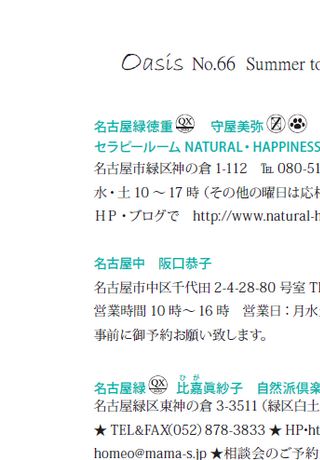 Oasis No.66 Summer to
名古屋緑徳重 QX 守屋美弥 Z
セラピールーム NATURAL・HAPPINESS
名古屋市緑区神の倉 1-112 ℡ 080-51
水・土 10 〜 17 時（その他の曜日は応相
ＨＰ・ブログで http://www.natural-h
名古屋中 阪口恭子
名古屋市中区千代田 2-4-28-80 号室 T
営業時間 10 時〜 16 時 営業日：月水
事前に御予約お願い致します。
ひが
名古屋緑 QX 比嘉眞紗子 自然派倶楽
名古屋緑区東神の倉 3-3511（緑区白土
★ TEL&FAX(052) 878-3833 ★ HP・ht
homeo@mama-s.jp ★相談会のご予約